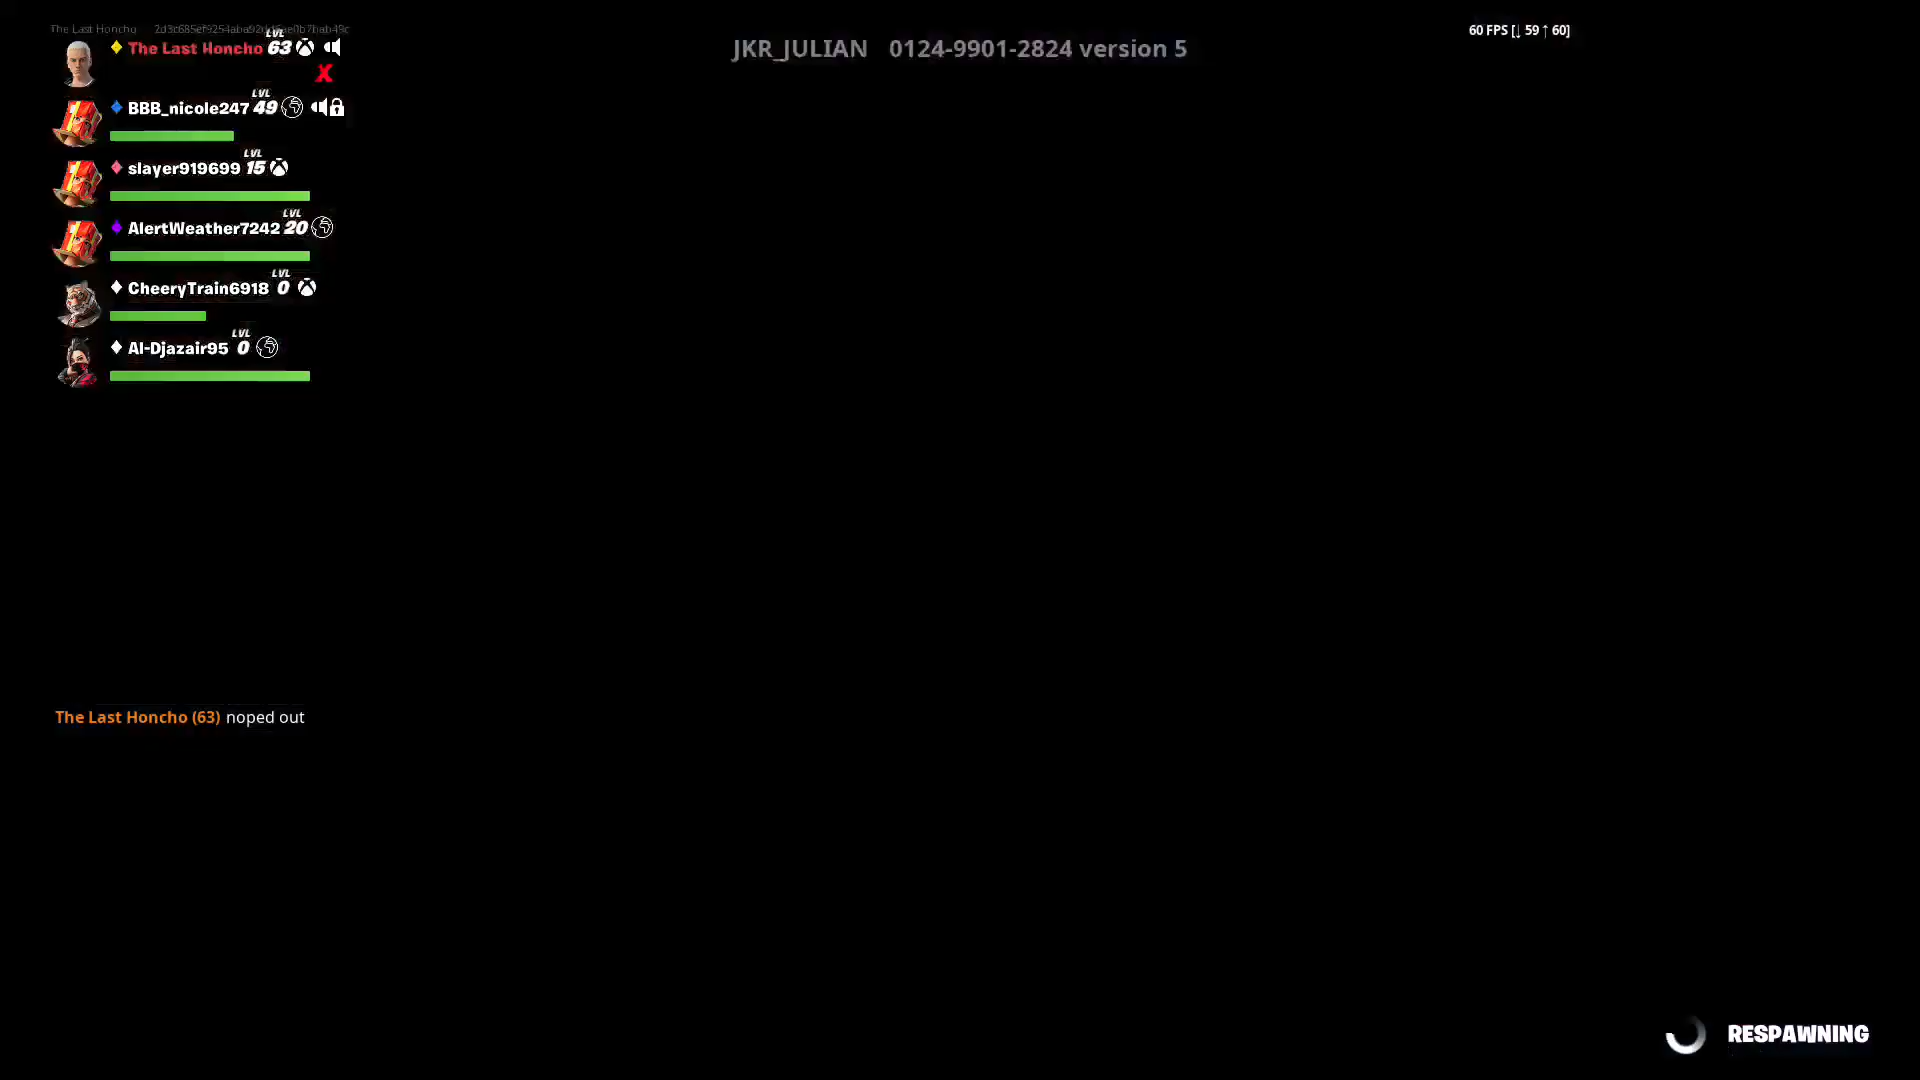 The Last Honcho
LVL
The Last Honcho 63
X
LVL
BBB_nicole247 49
LVL
slayer919699 15
LVL
AlertWeather7242 20
LVL
CheeryTrain6918 0
LVL
Al-Djazair95 0
JKR_JULIAN 0124-9901-2824 version 5
60 FPS [↓ 59 ↑ 60]
The Last Honcho (63) noped out
RESPAWNING